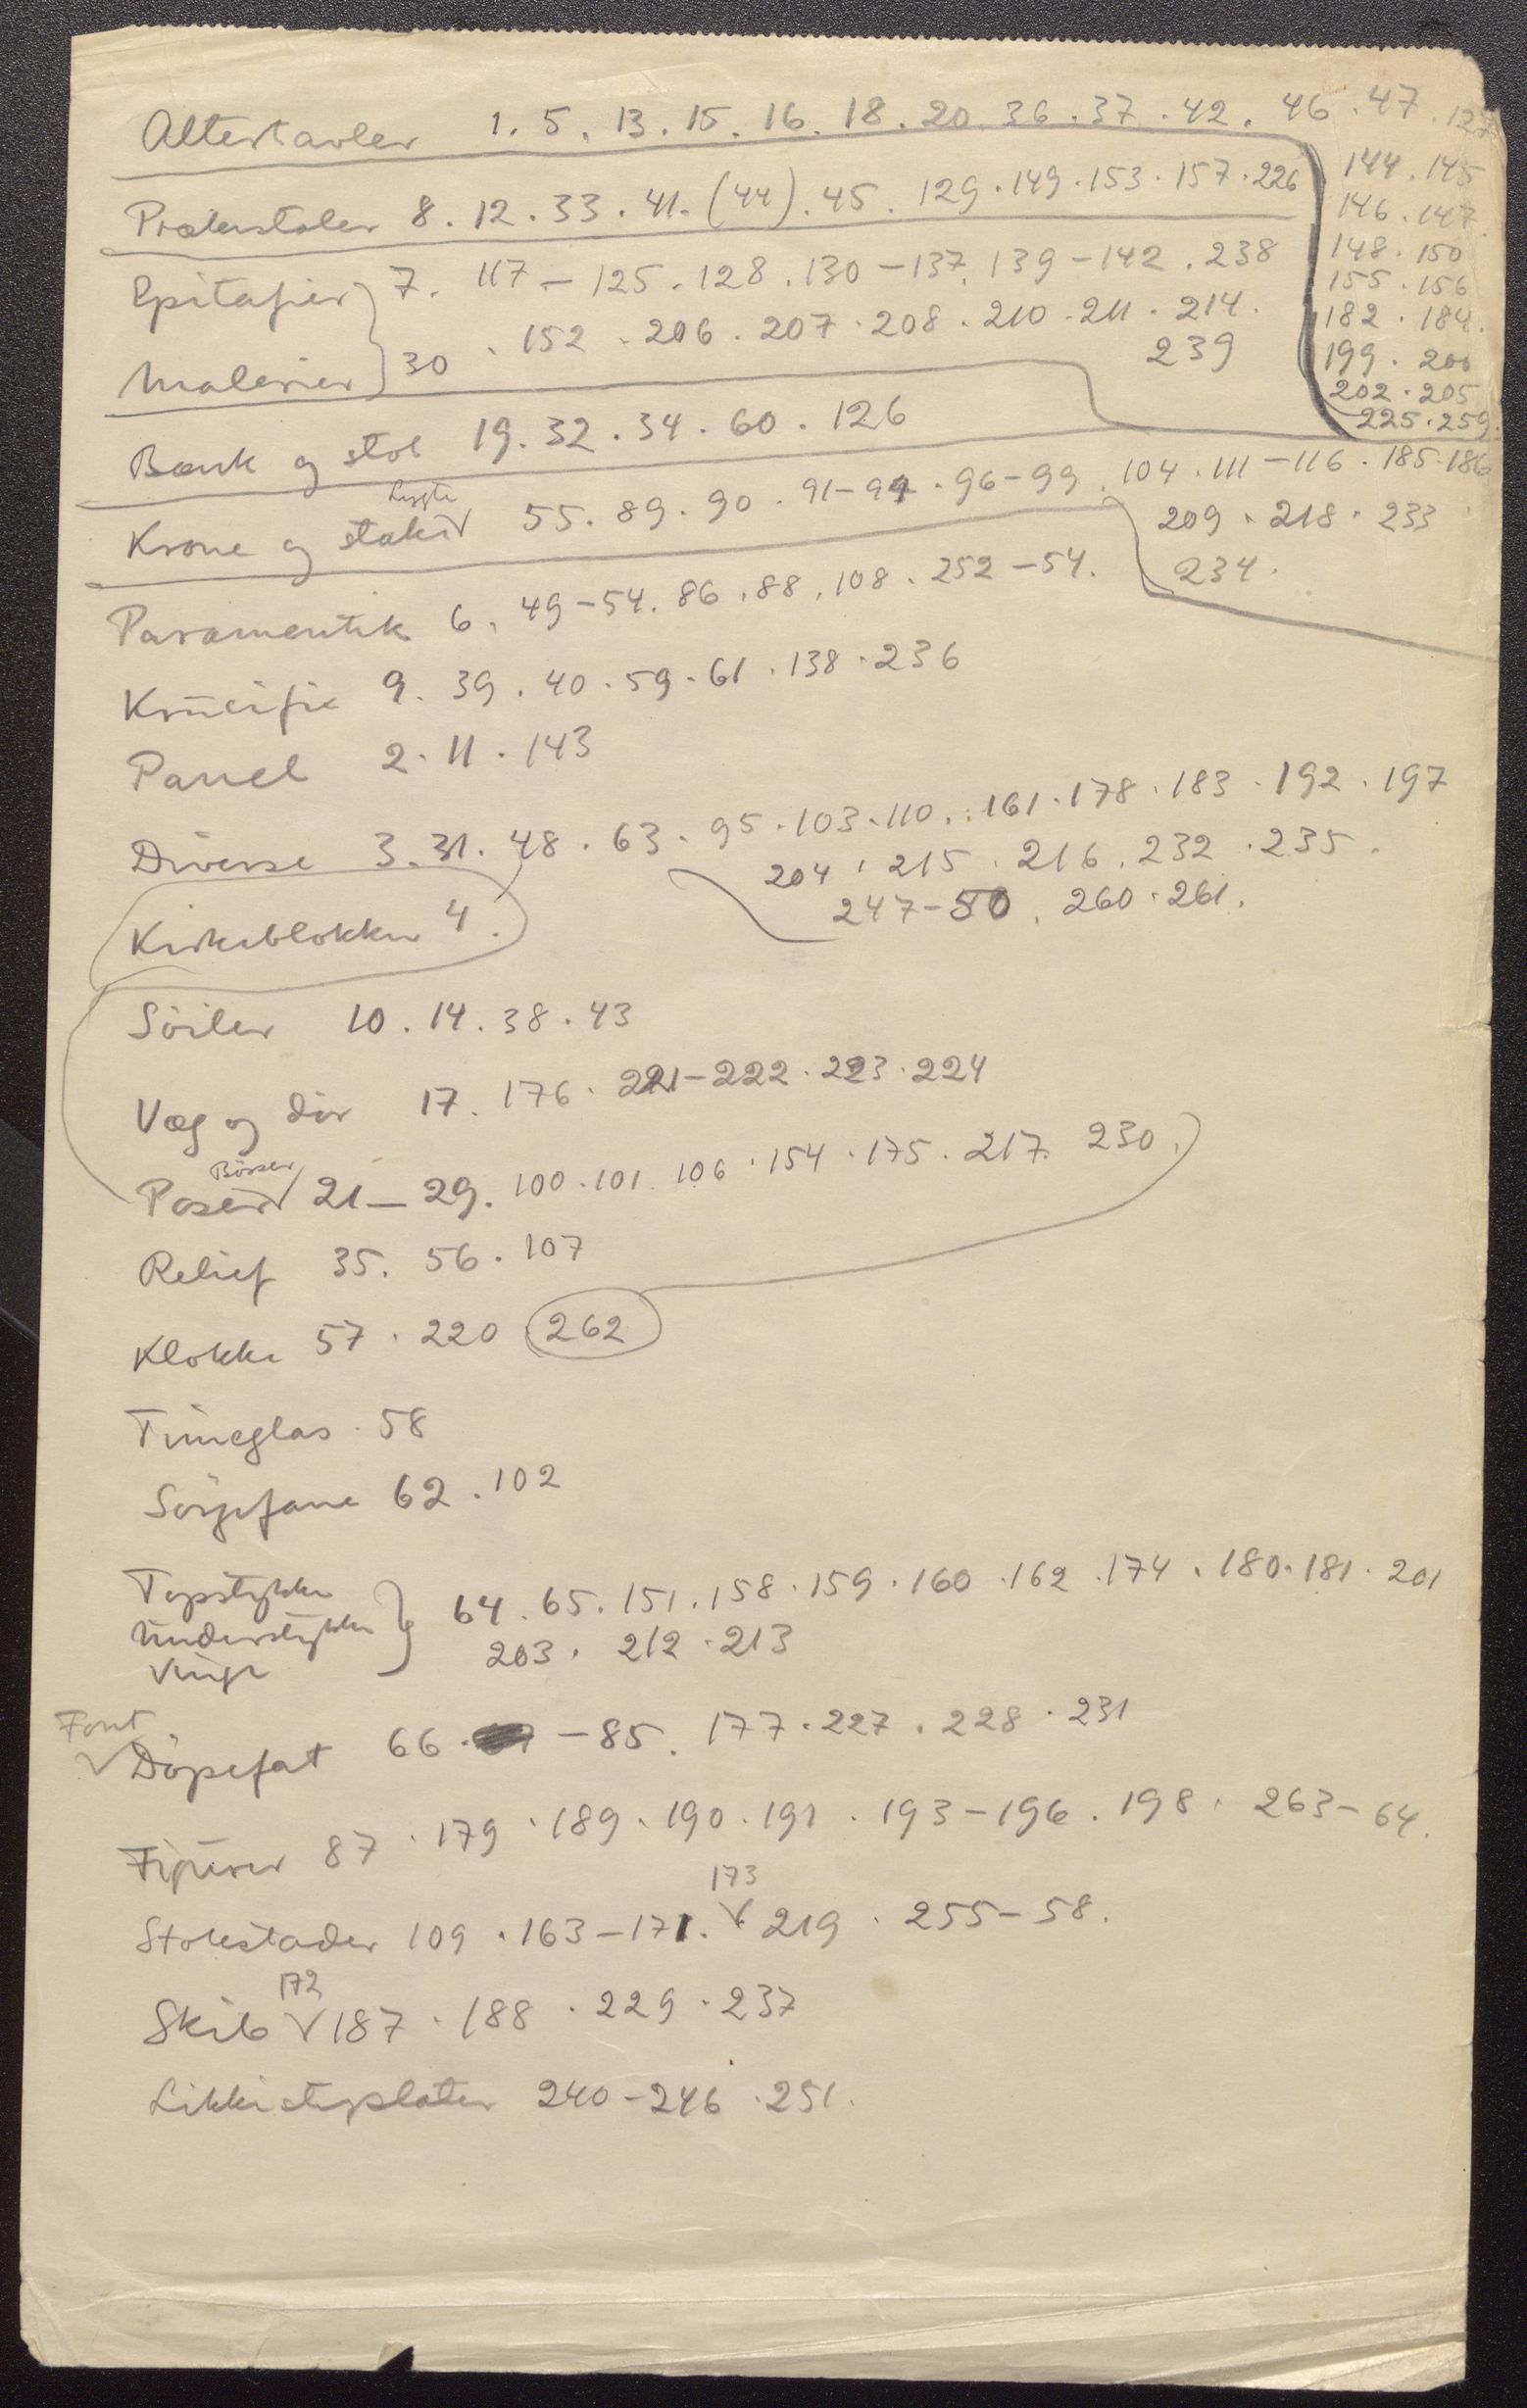 Altertavler 1. 5. 13. 15. 16. 18. 20. 36. 37. 42. 46. 47. 127
144. 145
146. 147.
148. 150
155. 156
182. 184.
199. 200
202. 205
225. 259.
Prækestoler 8. 12. 33. 41. (44). 45. 129. 149. 153. 157. 226
Epitafier 7. 117 – 125. 128. 130 – 137. 139 – 142. 238
Malerier 30. 152. 206. 207. 208. 210. 211. 214.
239
Bænk og stol 19. 32. 34. 60. 126
Lygte
Krone og staker 55. 89. 90. 91 – 94. 96 – 99. 104. 111 – 116. 185. 186
209. 218. 233
234.
Paramentik 6. 49 – 54. 86. 88. 108. 252 – 54.
Krucifix 9. 39. 40. 59. 61. 138. 236
Panel 2. 11. 143
Diverse 3. 31. 48. 63. 95. 103. 110. 161. 178. 183. 192. 197
204. 215. 216. 232. 235.
247 – 50. 260. 261.
Kirkeblokker 4.
Söiler 10. 14. 38. 43
Væg og dör 17. 176. 221 – 222. 223. 224
Bösser
Poser 21 – 29. 100. 101. 106. 154. 175. 217. 230.
Relief 35. 56. 107
Klokke 57. 220 262
Timeglas. 58
Sörgefane 62. 102
Topstykke
Understykke 64. 65. 151. 158. 159. 160. 162. 174. 180. 181. 201
Vinge 203. 212. 213
Font
Döpefat 66. – 85. 177. 227. 228. 231
Figurer 87. 179. 189. 190. 191. 193 – 196. 198. 263 – 64.
173
Stolestader 109. 163 – 171. 219. 255 – 58.
172
Skib 187. 188. 229. 237
Likkisteplater 240 – 246. 251.